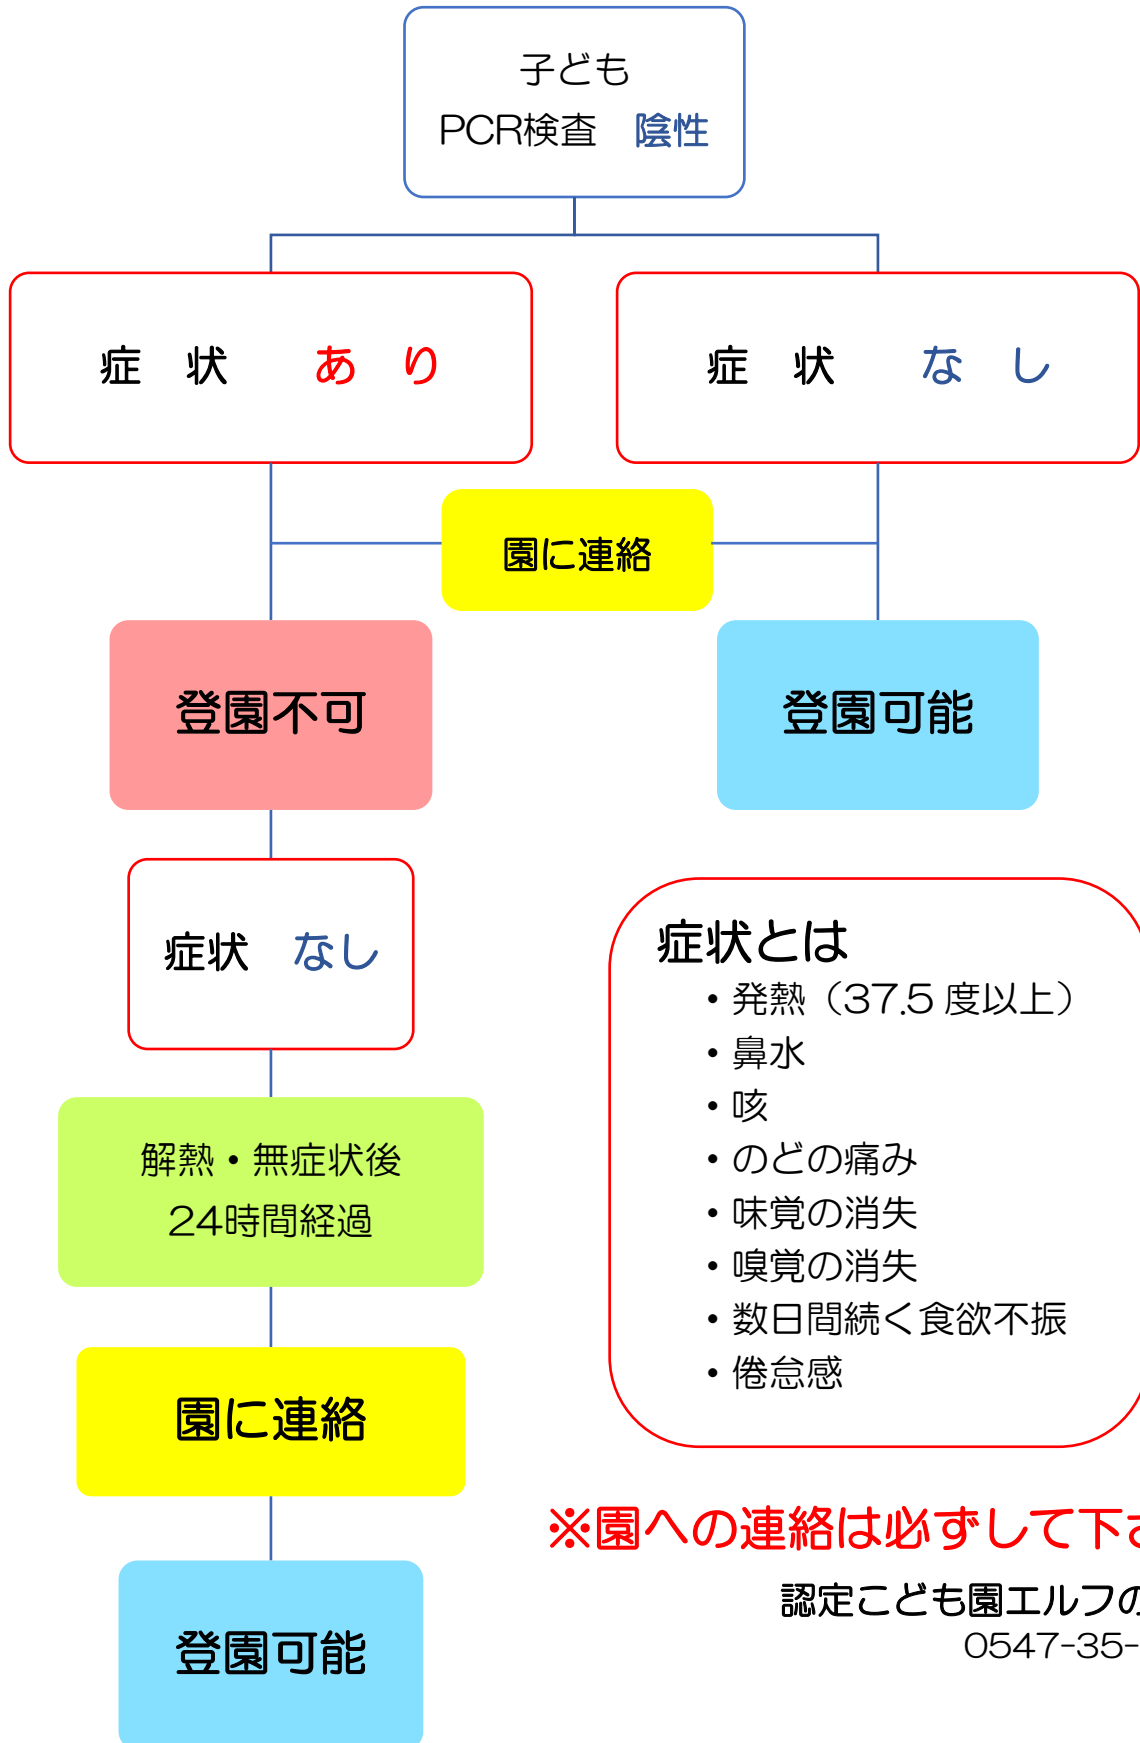 子ども
PCR検査 陰性
症 状 あ り
症 状 な し
園に連絡
登園不可
登園可能
症状 なし
解熱・無症状後
24時間経過
園に連絡
登園可能
症状とは
・発熱（37.5 度以上）
・鼻水
・咳
・のどの痛み
・味覚の消失
・嗅覚の消失
・数日間続く食欲不振
・倦怠感
※園への連絡は必ずして下さ
認定こども園エルフの
0547-35-